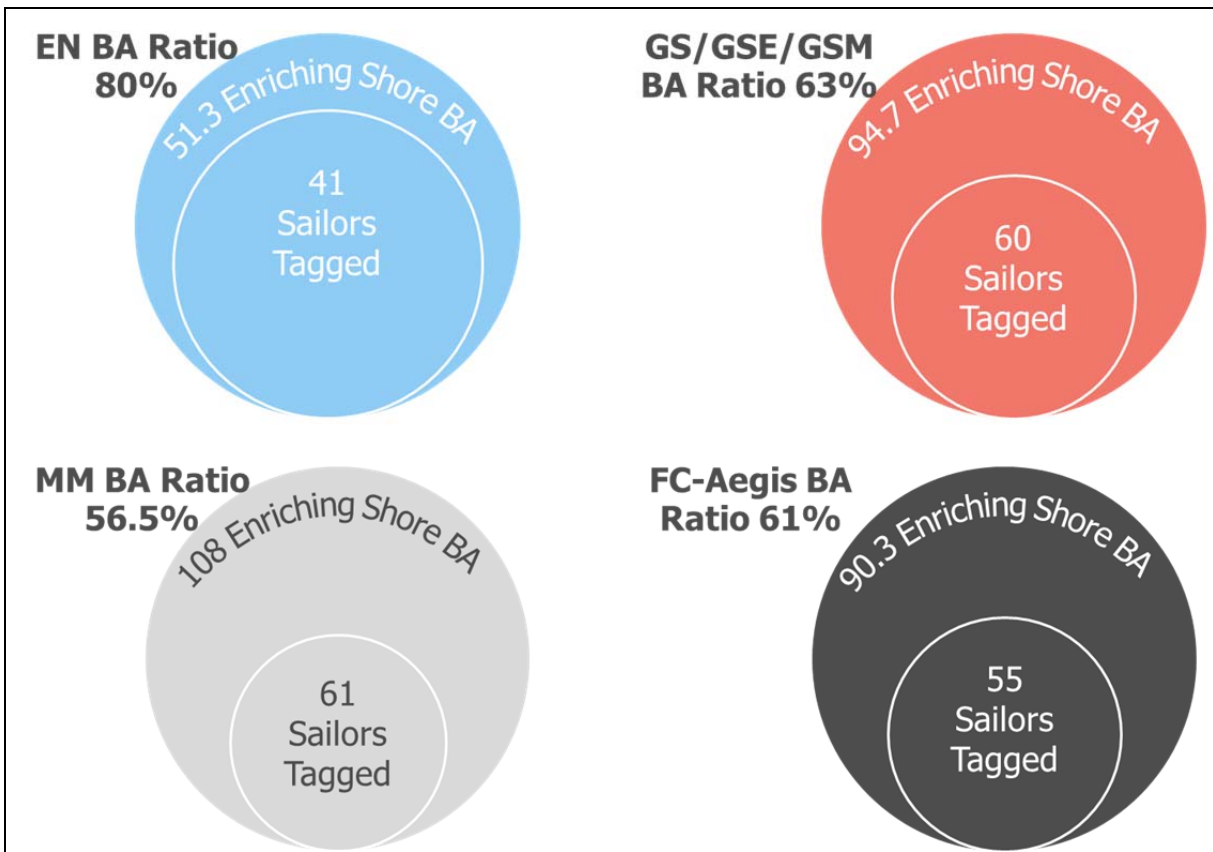 EN BA Ratio
80%
51.3 Enriching Shore BA
41
Sailors
Tagged
GS/GSE/GSM
BA Ratio 63%
94.7 Enriching Shore BA
60
Sailors
Tagged
MM BA Ratio
56.5%
108 Enriching Shore BA
61
Sailors
Tagged
FC-Aegis BA
Ratio 61%
90.3 Enriching Shore BA
55
Sailors
Tagged